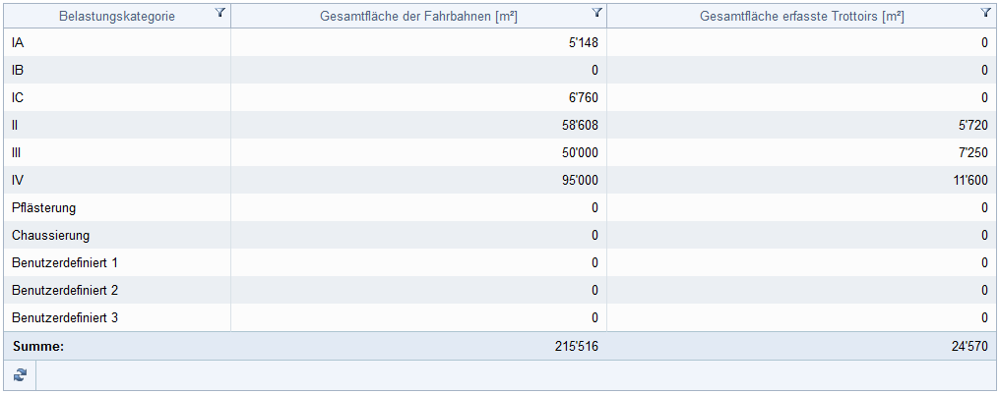 Belastungskategorie Gesamtfläche der Fahrbahnen [m²] Gesamtfläche erfasste Trottoirs [m²]
IA 5'148 0
IB 0 0
IC 6'760 0
II 58'608 5'720
III 50'000 7'250
IV 95'000 11'600
Pflästerung 0 0
Chaussierung 0 0
Benutzerdefiniert 1 0 0
Benutzerdefiniert 2 0 0
Benutzerdefiniert 3 0 0
Summe: 215'516 24'570